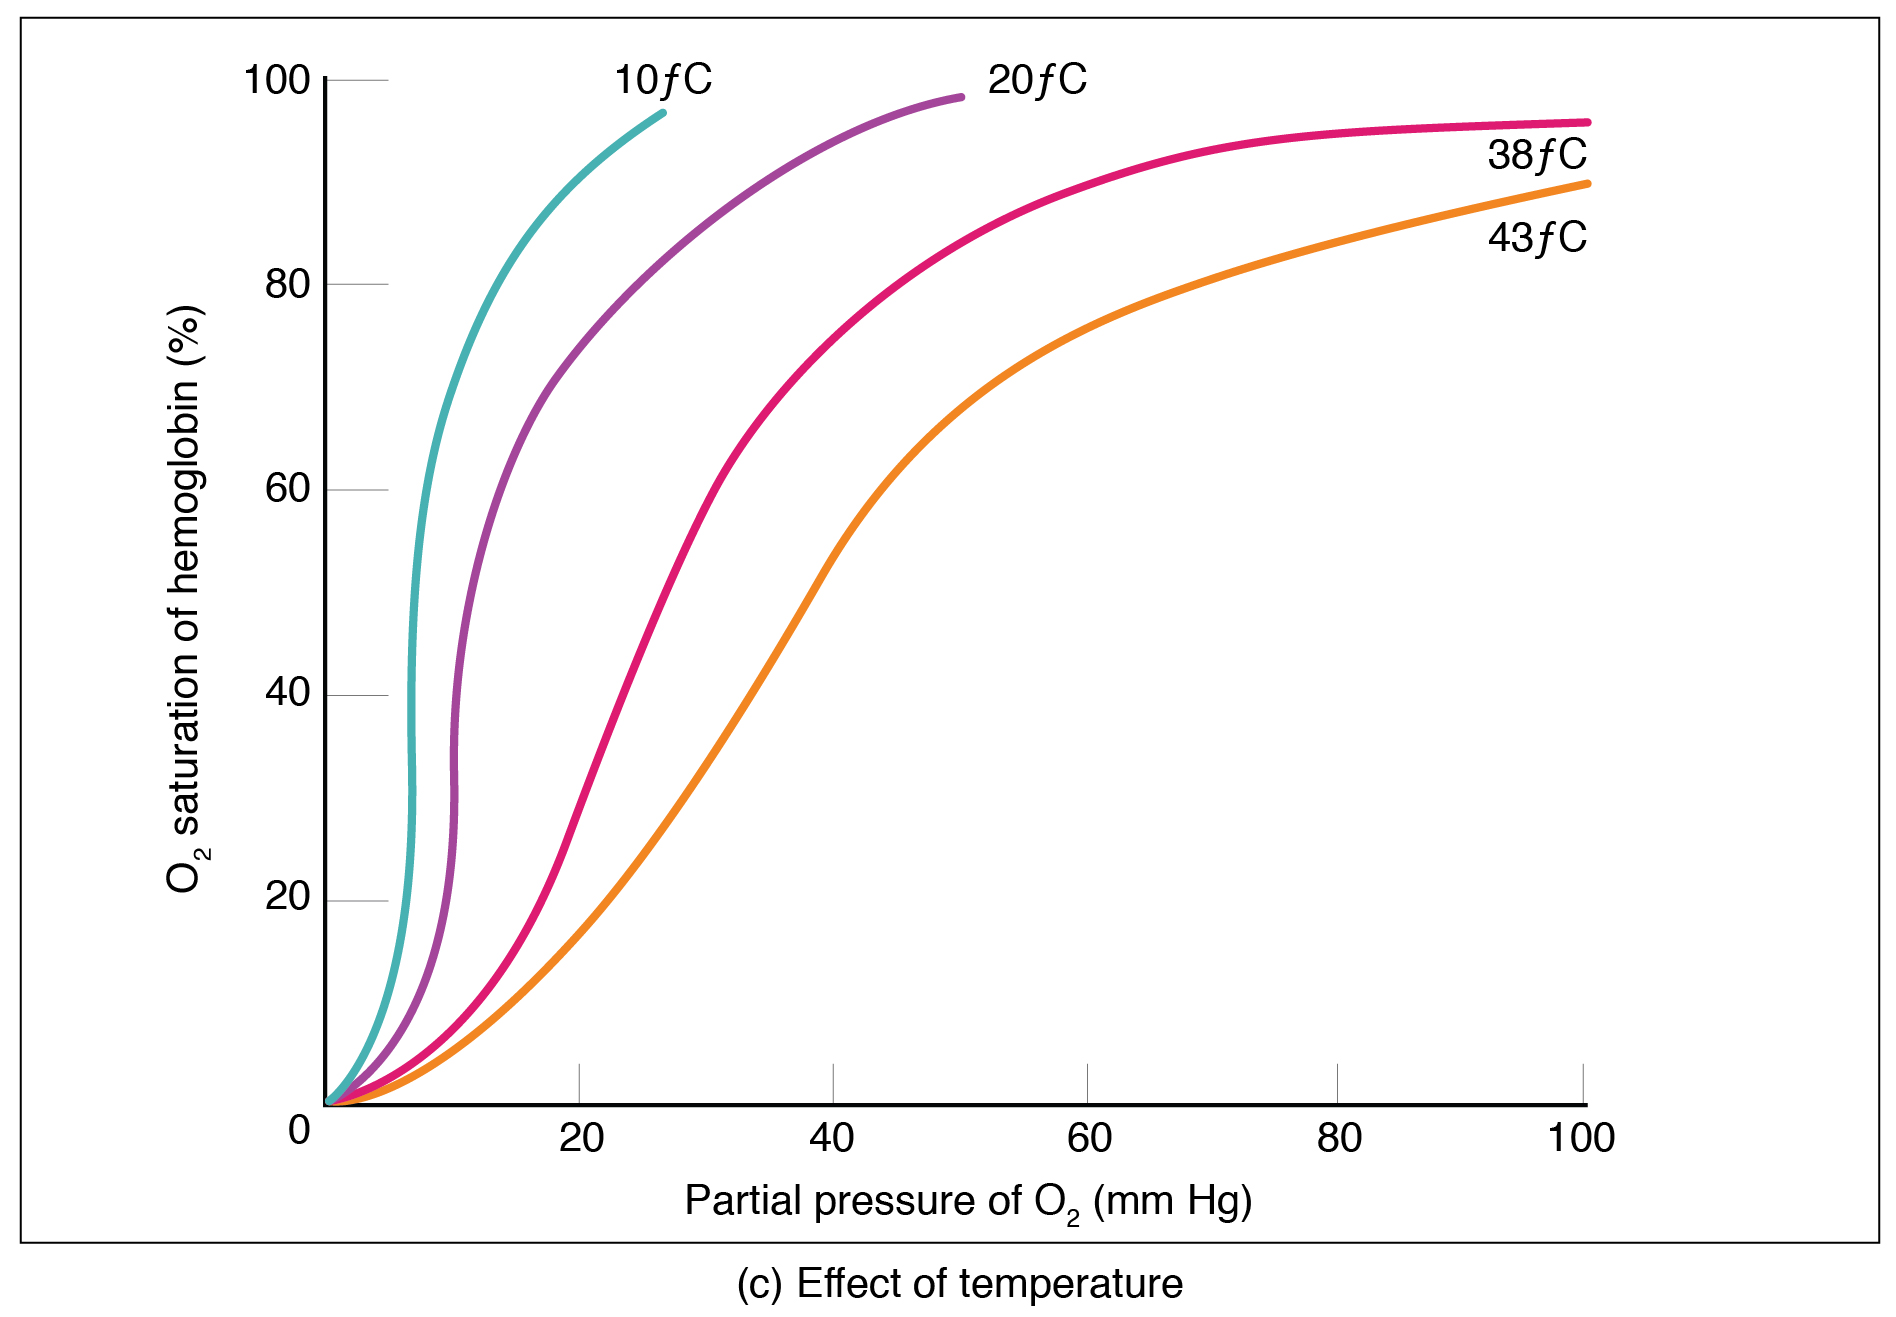 100
10ƒC
20ƒC
38ƒC
43ƒC
80
60
40
20
0
20
40
60
80
100
O₂ saturation of hemoglobin (%)
Partial pressure of O₂ (mm Hg)
(c) Effect of temperature